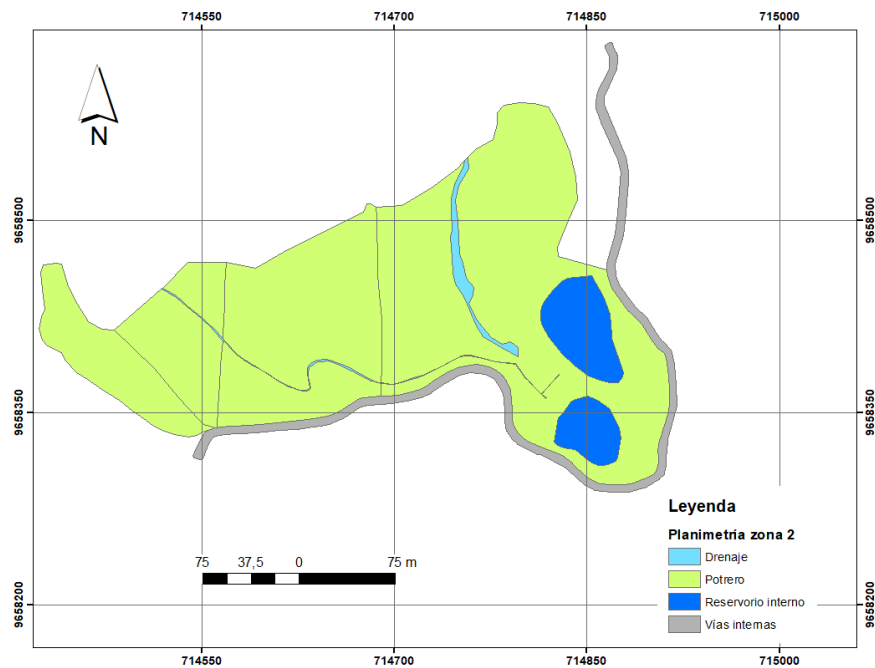 714550 714700 714850 715000
N
9658500 9658500
9658350 9658350
9658200 9658200
75 37,5 0 75 m
Leyenda
Planimetria zona 2
Drenaje
Potrero
Reservorio interno
Vías internas
714550 714700 714850 715000